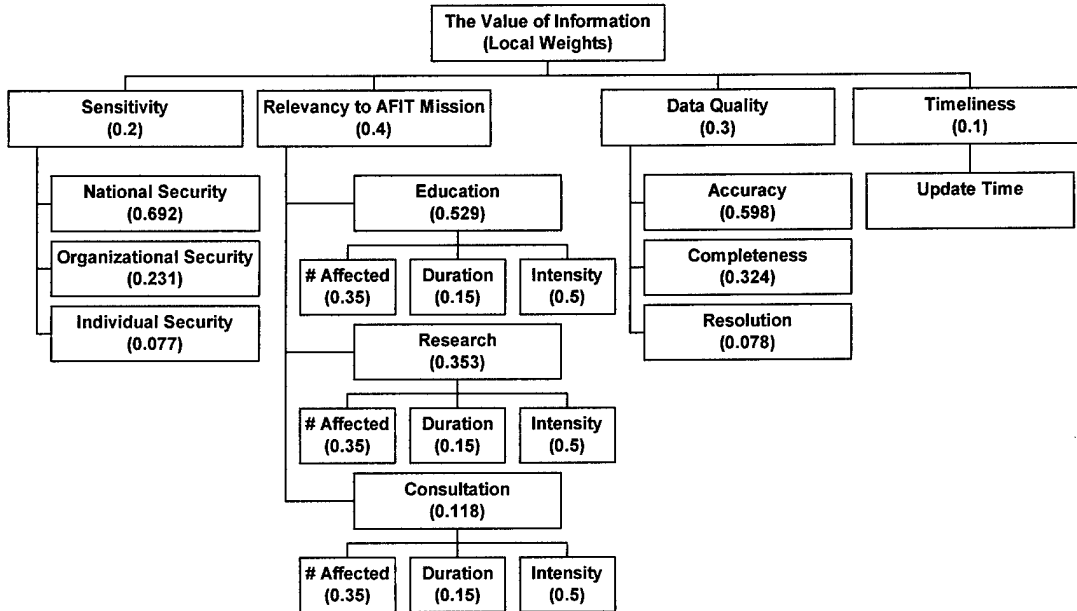 The Value of Information
(Local Weights)
Sensitivity
(0.2)
Relevancy to AFIT Mission
(0.4)
Data Quality
(0.3)
Timeliness
(0.1)
National Security
(0.692)
Organizational Security
(0.231)
Individual Security
(0.077)
Education
(0.529)
# Affected
(0.35)
Duration
(0.15)
Intensity
(0.5)
Research
(0.353)
# Affected
(0.35)
Duration
(0.15)
Intensity
(0.5)
Consultation
(0.118)
# Affected
(0.35)
Duration
(0.15)
Intensity
(0.5)
Accuracy
(0.598)
Completeness
(0.324)
Resolution
(0.078)
Update Time